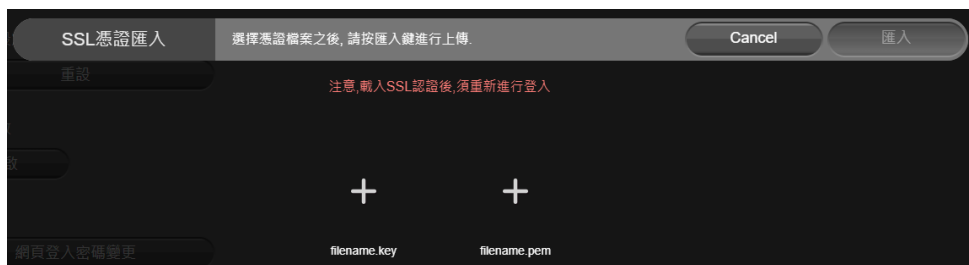 SSL憑證匯入
選擇憑證檔案之後, 請按匯入鍵進行上傳.
Cancel
匯入
重設
注意,載入SSL認證後,須重新進行登入
filename.key
filename.pem
網頁登入密碼變更